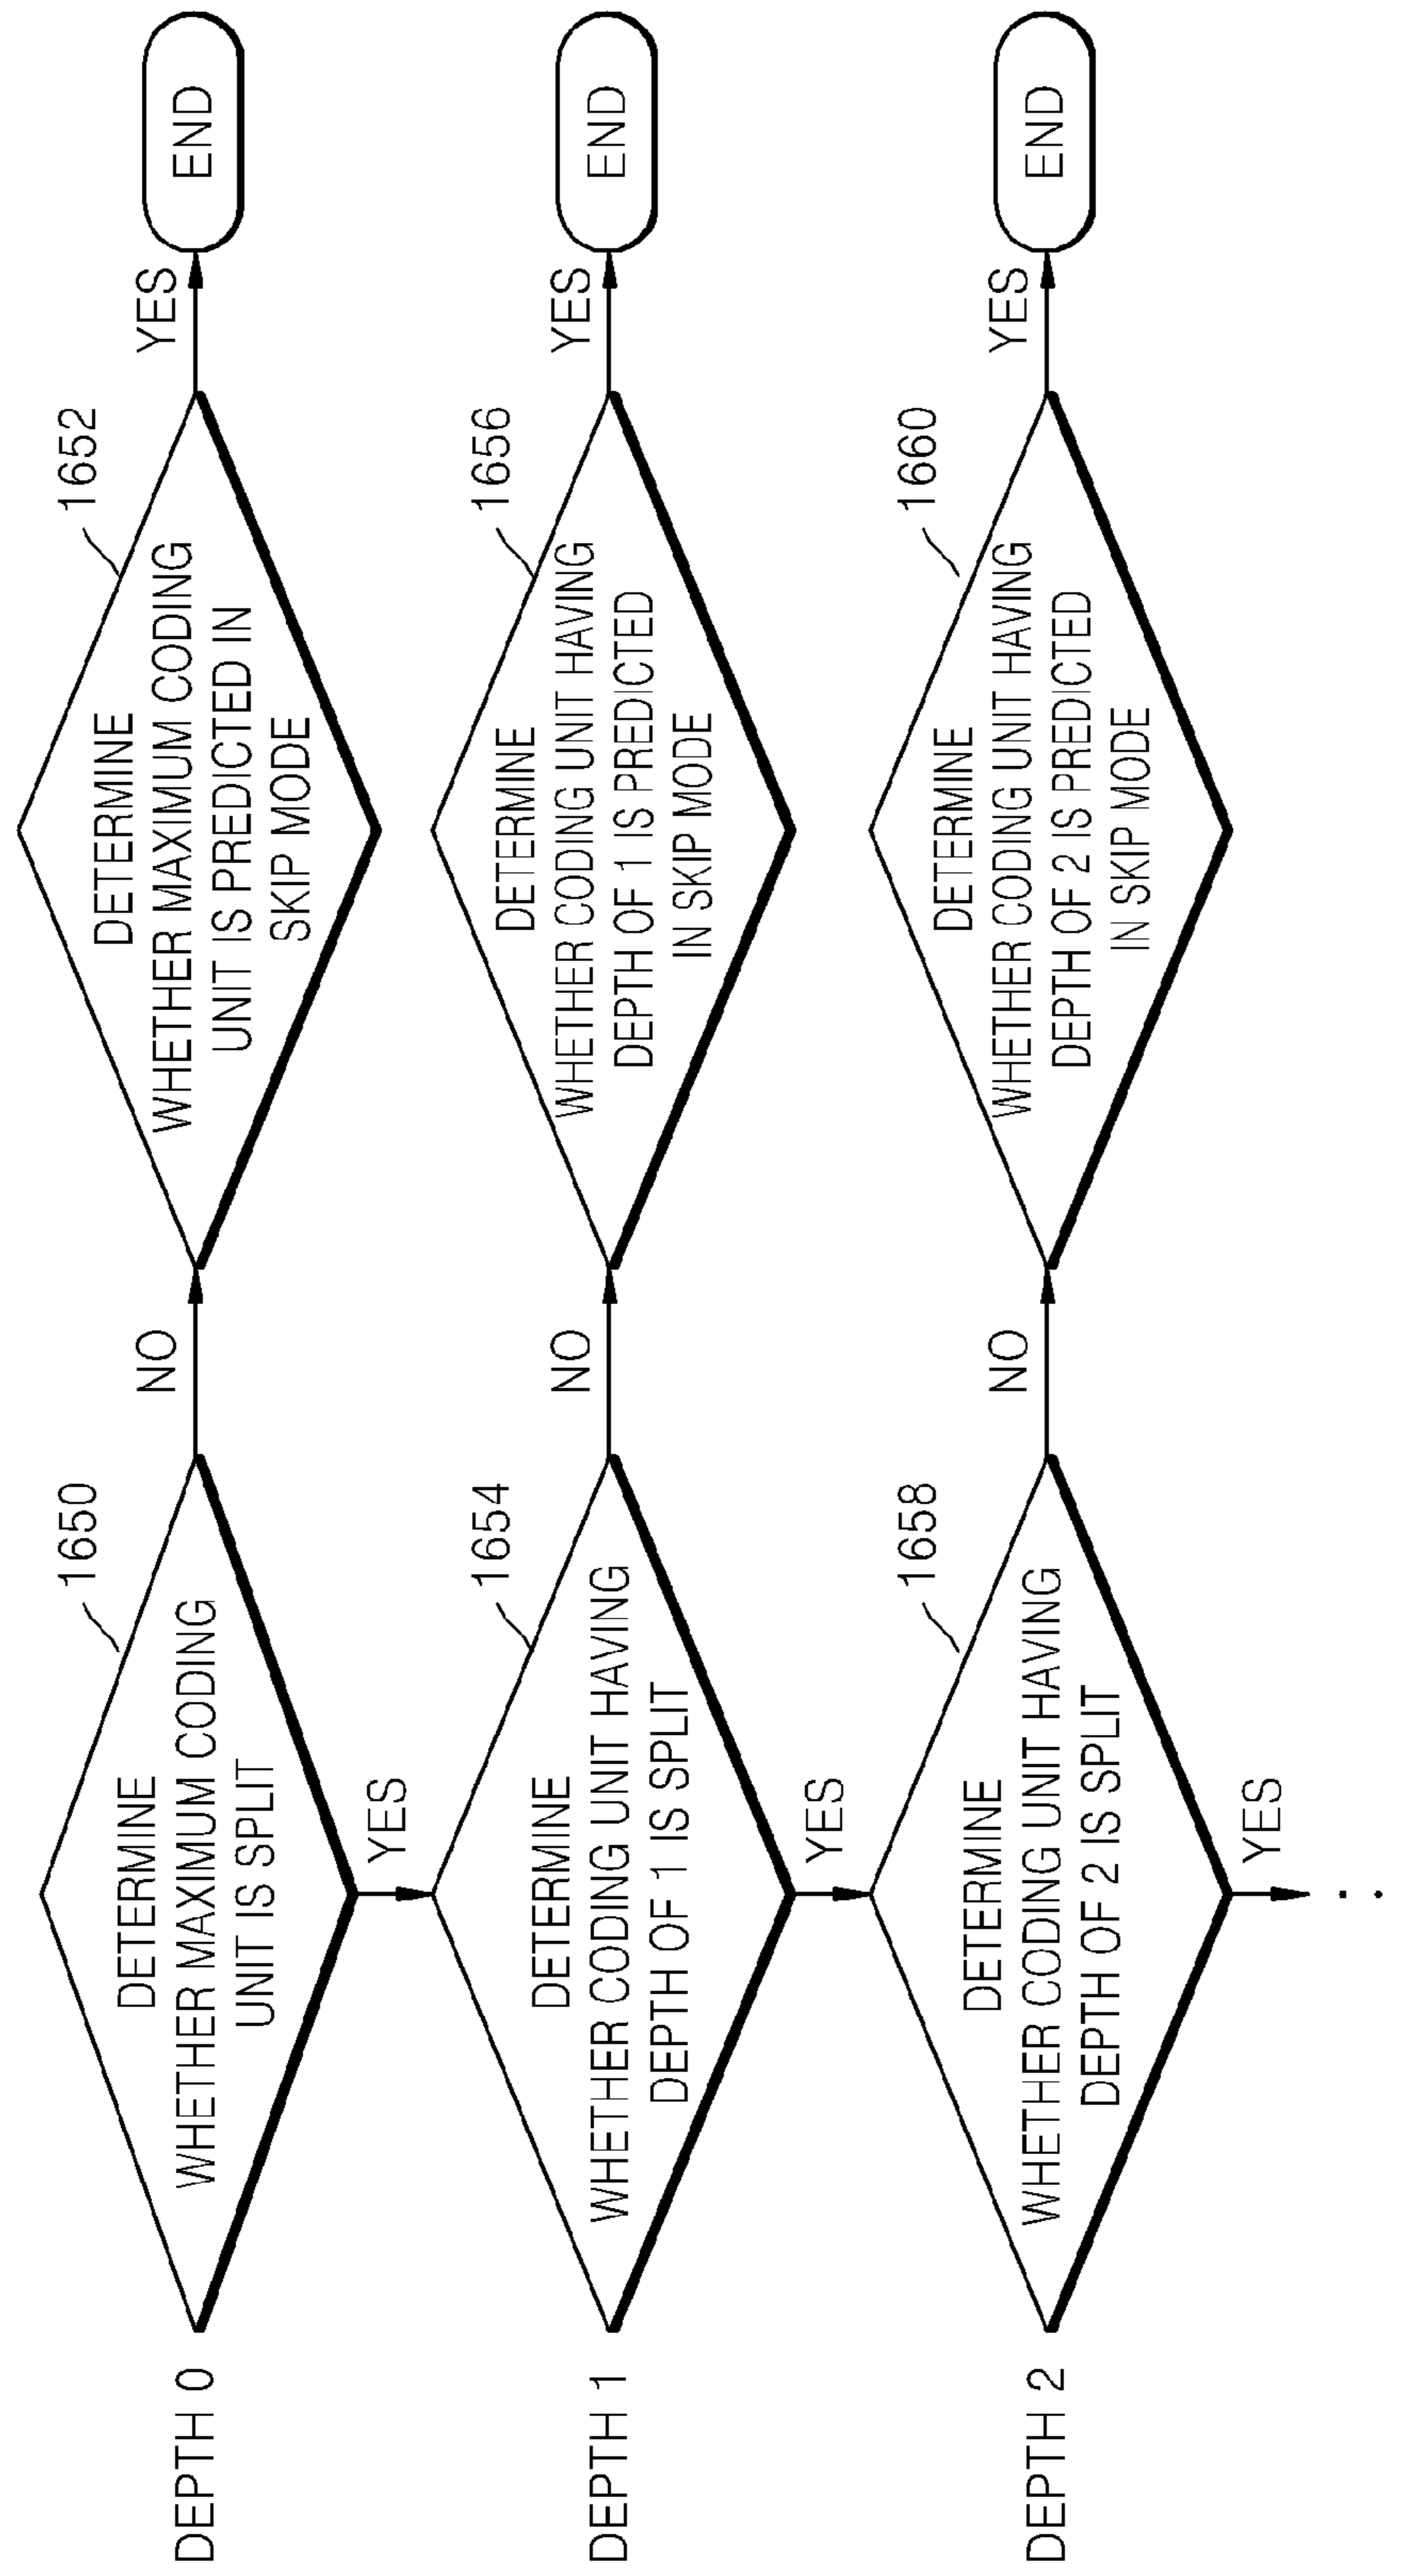 DEPTH 0
1650
DETERMINE
WHETHER MAXIMUM CODING
UNIT IS SPLIT
NO
1652
DETERMINE
WHETHER MAXIMUM CODING
UNIT IS PREDICTED IN
SKIP MODE
YES
END
YES
DEPTH 1
1654
DETERMINE
WHETHER CODING UNIT HAVING
DEPTH OF 1 IS SPLIT
NO
1656
DETERMINE
WHETHER CODING UNIT HAVING
DEPTH OF 1 IS PREDICTED
IN SKIP MODE
YES
END
YES
DEPTH 2
1658
DETERMINE
WHETHER CODING UNIT HAVING
DEPTH OF 2 IS SPLIT
NO
1660
DETERMINE
WHETHER CODING UNIT HAVING
DEPTH OF 2 IS PREDICTED
IN SKIP MODE
YES
END
YES